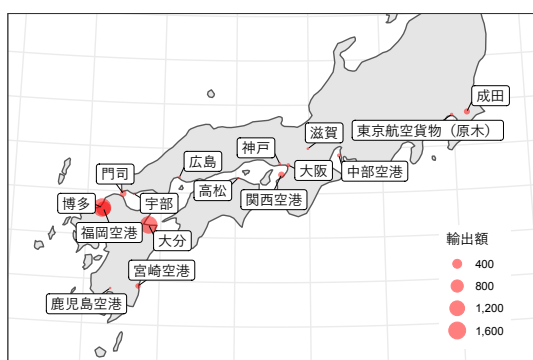 成田
東京航空貨物（原木）
滋賀
神戸
大阪
中部空港
関西空港
広島
高松
門司
宇部
博多
福岡空港
大分
宮崎空港
鹿児島空港
輸出額
400
800
1,200
1,600